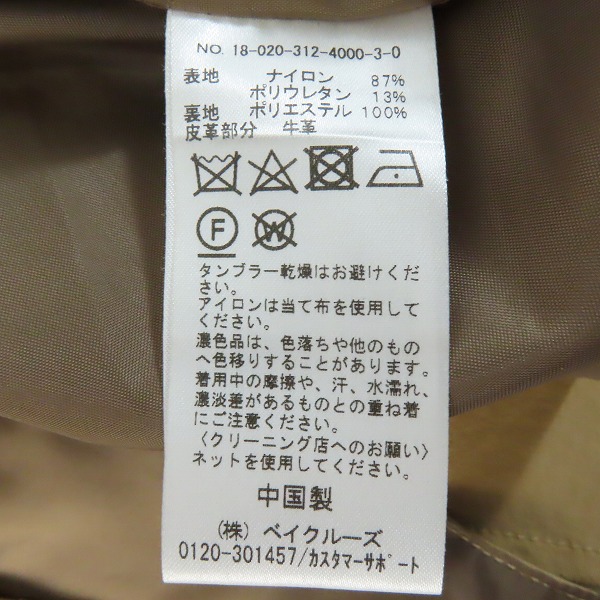 NO. 18-020-312-4000-3-0
表地 ナイロン 87%
ポリウレタン 13%
裏地 ポリエステル 100%
皮革部分 牛革
F W
タンブラー乾燥はお避けくだ
さい。
アイロンは当て布を使用して
ください。
濃色品は、色落ちや他のもの
へ色移りすることがあります。
着用中の摩擦や、汗、水濡れ、
濃淡差があるものとの重ね着
にご注意ください。
〈クリーニング店へのお願い〉
ネットを使用してください。
中国製
(株) ベイクルーズ
0120-301457/カスタマーサポート